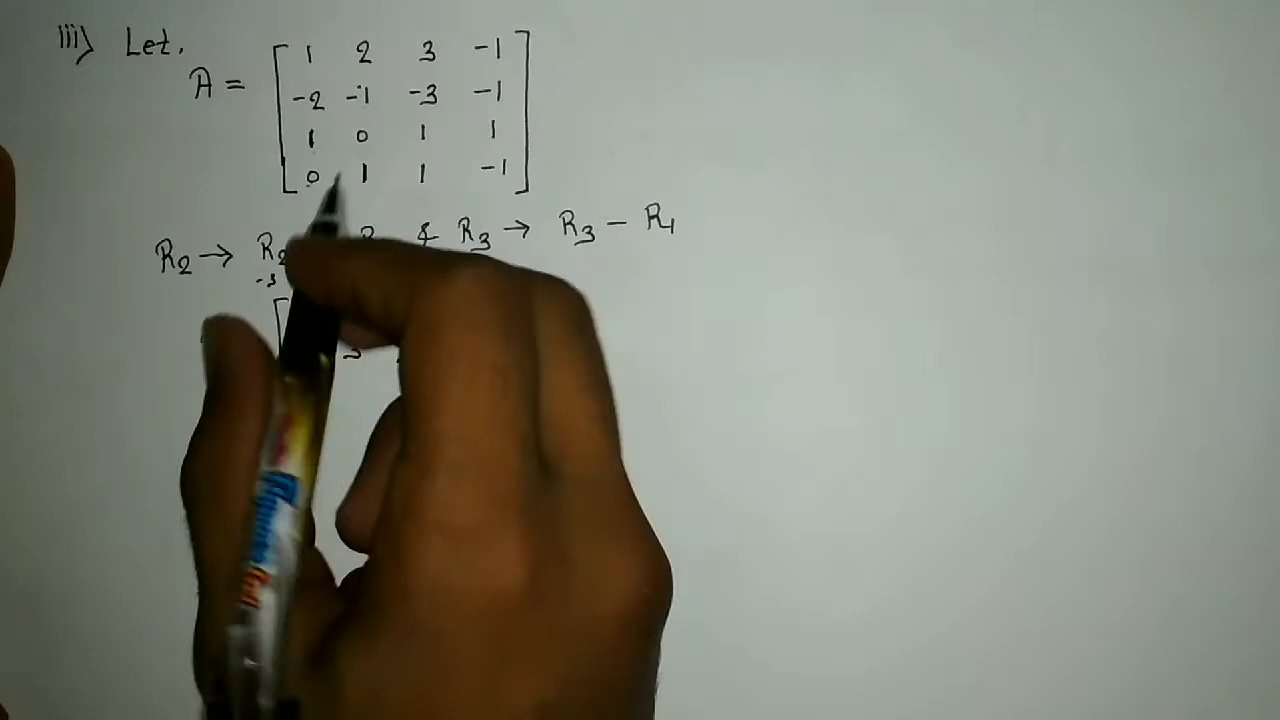 iii) Let,
A = [ 1 2 3 -1
-2 -1 -3 -1
1 0 1 1
0 1 1 -1 ]
R2 → R2 & R3 → R3 - R1